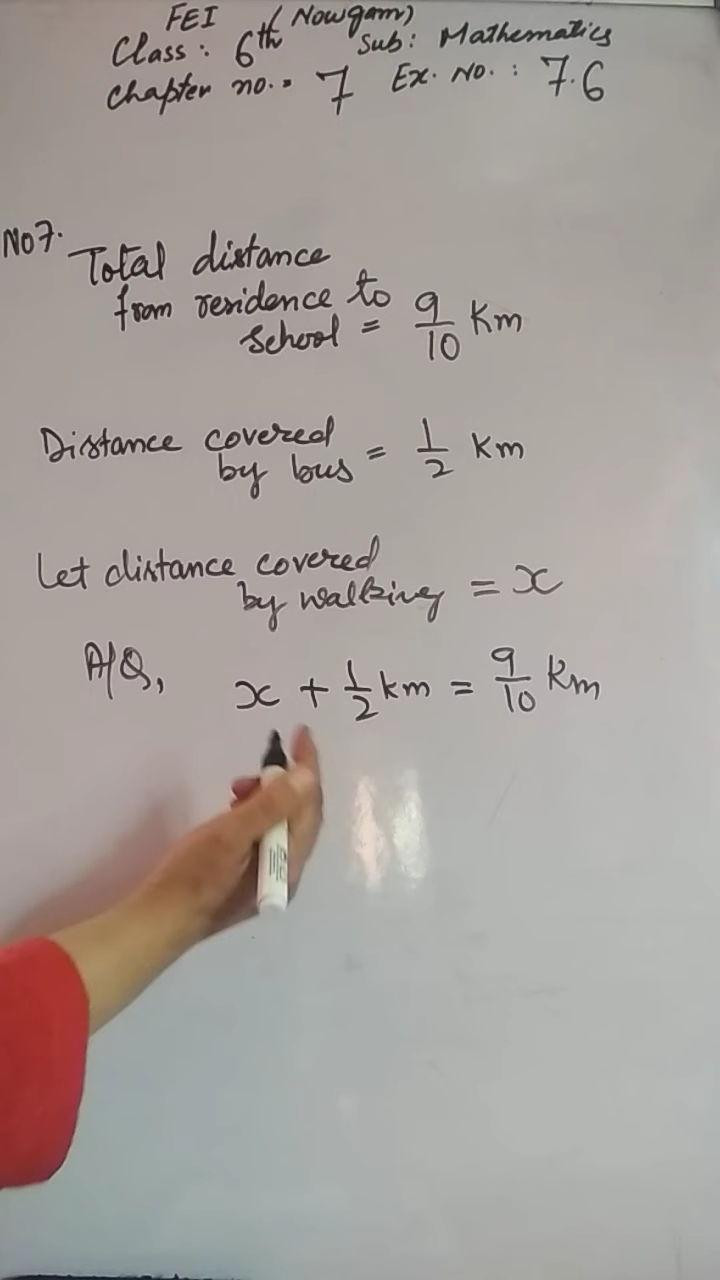 FEI (Nowgam)
Class: 6th Sub: Mathematics
Chapter no.: 7 Ex. No.: 7.6
No7. Total distance
from residence to
school = 9/10 Km
Distance covered
by bus = 1/2 Km
Let distance covered
by walking = x
A/Q, x + 1/2 km = 9/10 Km